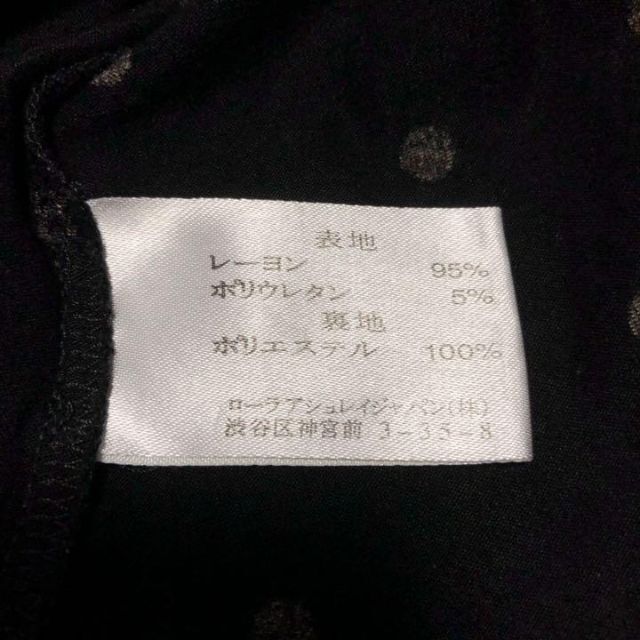 表地
レーヨン 95%
ポリウレタン 5%
裏地
ポリエステル 100%
ローラアシュレイジャパン(株)
渋谷区神宮前 3-35-8